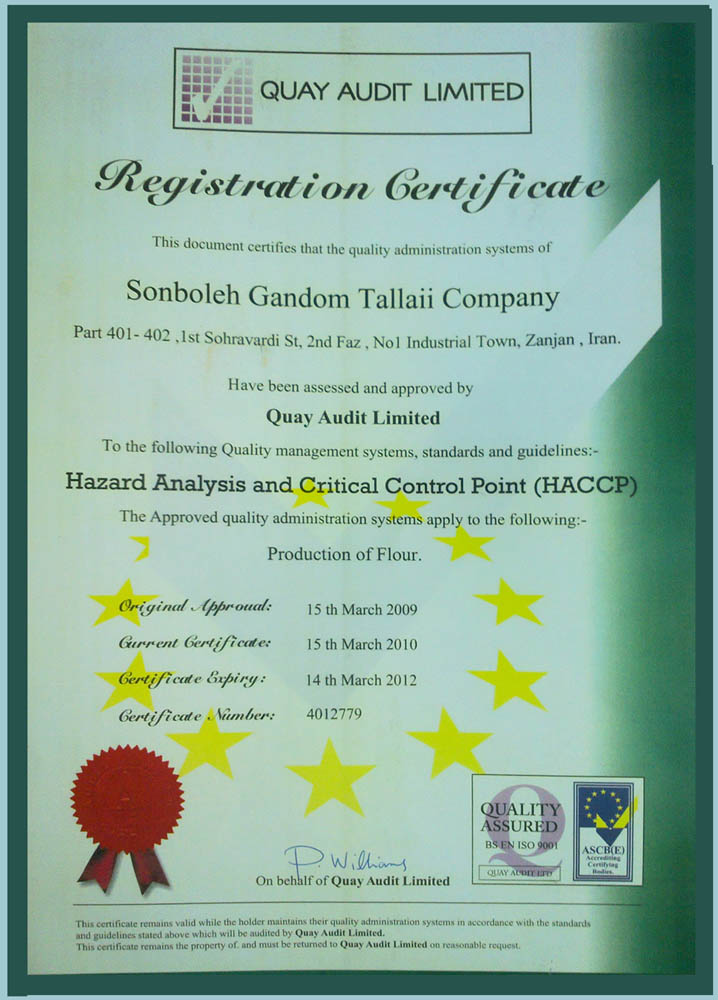 QUAY AUDIT LIMITED
Registration Certificate
This document certifies that the quality administration systems of
Sonboleh Gandom Tallaii Company
Part 401- 402 ,1st Sohravardi St, 2nd Faz , No1 Industrial Town, Zanjan , Iran.
Have been assessed and approved by
Quay Audit Limited
To the following Quality management systems, standards and guidelines:-
Hazard Analysis and Critical Control Point (HACCP)
The Approved quality administration systems apply to the following:-
Production of Flour.
Original Approual: 15 th March 2009
Current Certificate: 15 th March 2010
Certificate Expiry: 14 th March 2012
Certificate Number: 4012779
P. Williams
On behalf of Quay Audit Limited
QUALITY
ASSURED
BS EN ISO 9001
QUAY AUDIT LTD
ASCB(E)
Accrediting
Certifying
Bodies.
This certificate remains valid while the holder maintains their quality administration systems in accordance with the standards
and guidelines stated above which will be audited by Quay Audit Limited.
This certificate remains the property of. and must be returned to Quay Audit Limited on reasonable request.